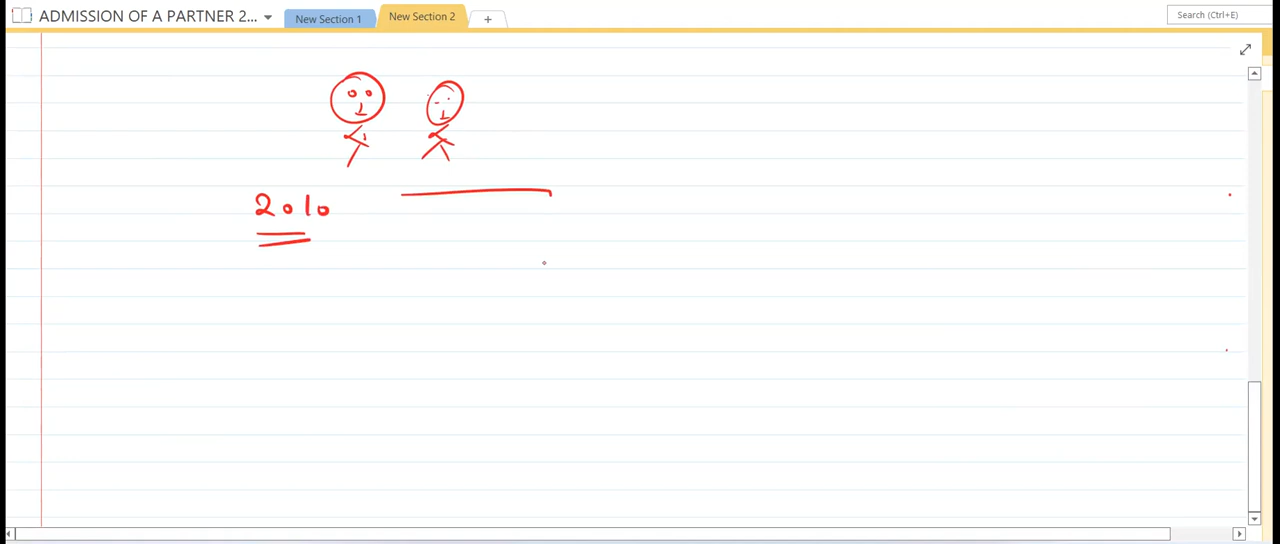 ADMISSION OF A PARTNER 2...
New Section 1
New Section 2
+
Search (Ctrl+E)
2010